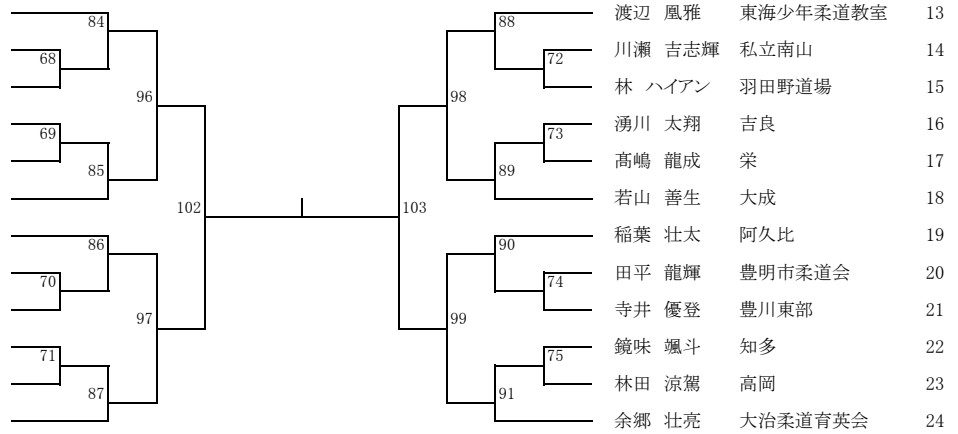 84 88 渡辺 凰雅 東海少年柔道教室 13
68 72 川瀬 吉志輝 私立南山 14
96 98 林 ハイアン 羽田野道場 15
69 73 湧川 太翔 吉良 16
85 89 髙嶋 龍成 栄 17
102 103 若山 善生 大成 18
86 90 稲葉 壮太 阿久比 19
70 74 田平 龍輝 豊明市柔道会 20
97 99 寺井 優登 豊川東部 21
71 75 鏡味 颯斗 知多 22
87 91 林田 涼駕 高岡 23
余郷 壮亮 大治柔道育英会 24